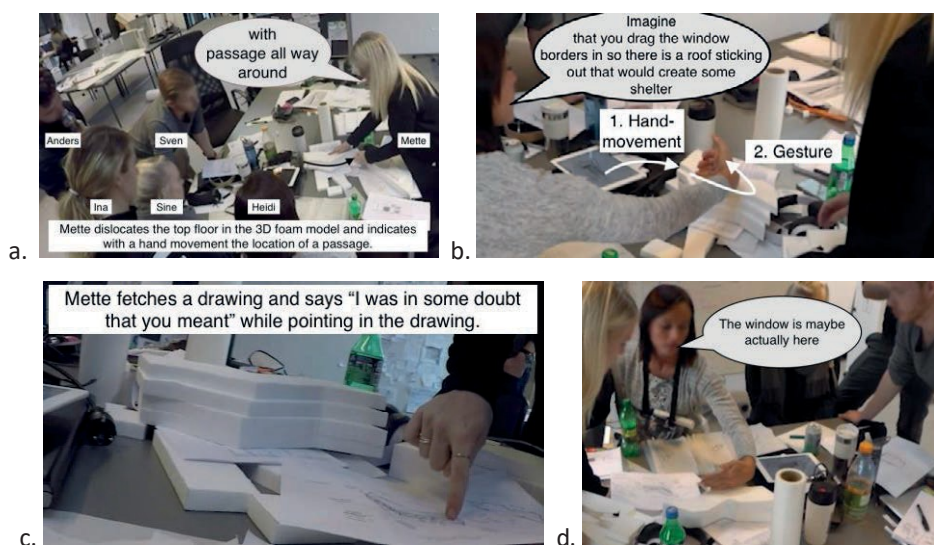 with
passage all way
around
Anders
Sven
Mette
Ina
Sine
Heidi
Mette dislocates the top floor in the 3D foam model and indicates
with a hand movement the location of a passage.
a.
Imagine
that you drag the window
borders in so there is a roof sticking
out that would create some
shelter
1. Hand-
movement
2. Gesture
b.
Mette fetches a drawing and says “I was in some doubt
that you meant” while pointing in the drawing.
c.
The window is maybe
actually here
d.